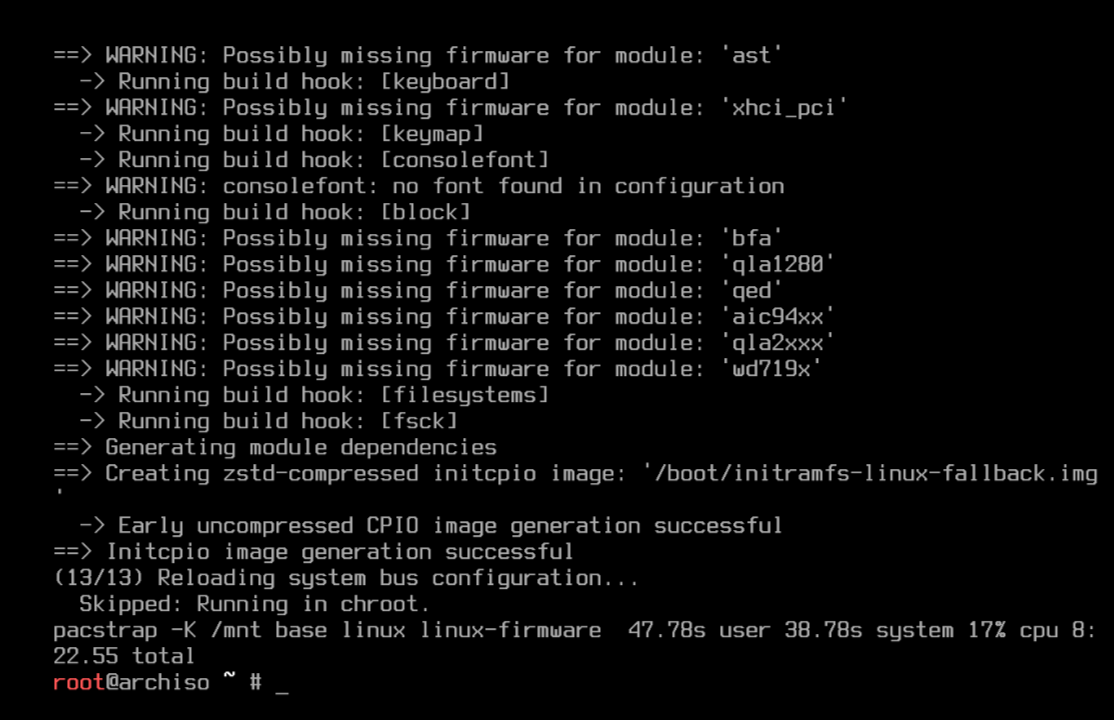 ==> WARNING: Possibly missing firmware for module: 'ast'
  -> Running build hook: [keyboard]
==> WARNING: Possibly missing firmware for module: 'xhci_pci'
  -> Running build hook: [keymap]
  -> Running build hook: [consolefont]
==> WARNING: consolefont: no font found in configuration
  -> Running build hook: [block]
==> WARNING: Possibly missing firmware for module: 'bfa'
==> WARNING: Possibly missing firmware for module: 'qla1280'
==> WARNING: Possibly missing firmware for module: 'qed'
==> WARNING: Possibly missing firmware for module: 'aic94xx'
==> WARNING: Possibly missing firmware for module: 'qla2xxx'
==> WARNING: Possibly missing firmware for module: 'wd719x'
  -> Running build hook: [filesystems]
  -> Running build hook: [fsck]
==> Generating module dependencies
==> Creating zstd-compressed initcpio image: '/boot/initramfs-linux-fallback.img
'
  -> Early uncompressed CPIO image generation successful
==> Initcpio image generation successful
(13/13) Reloading system bus configuration...
  Skipped: Running in chroot.
pacstrap -K /mnt base linux linux-firmware  47.78s user 38.78s system 17% cpu 8:
22.55 total
root@archiso ~ # _